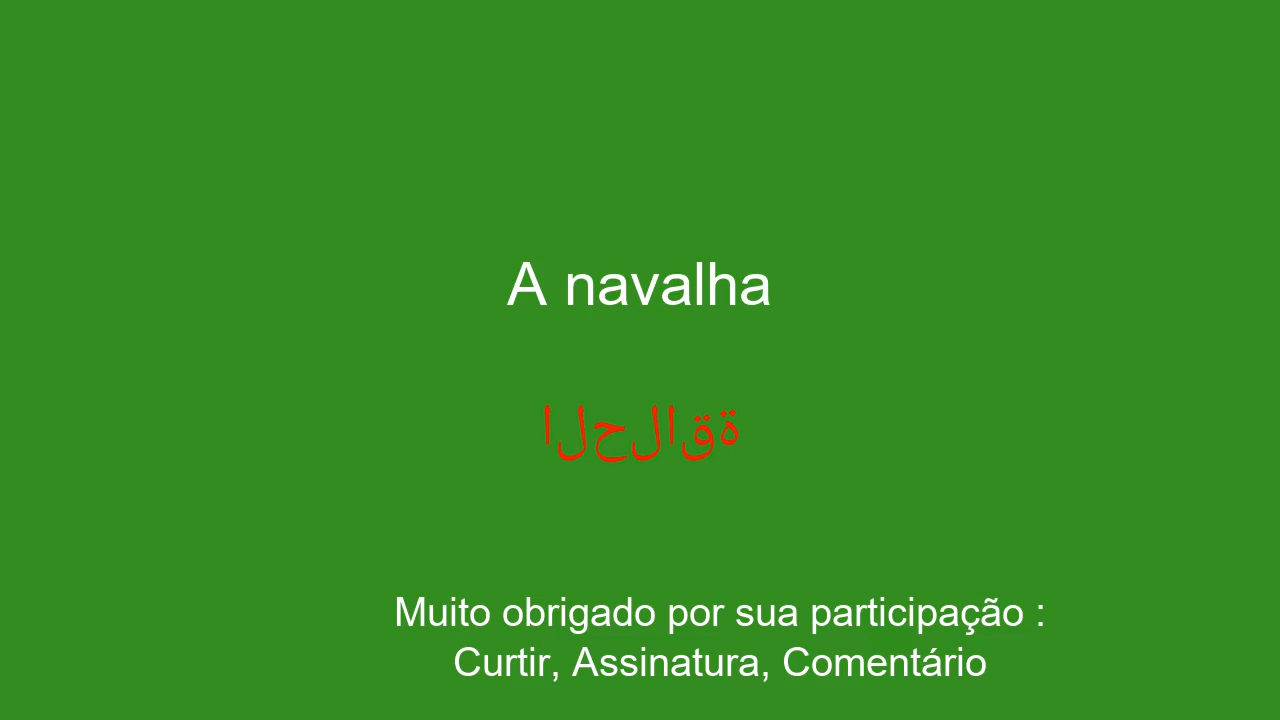 A navalha
الحلاقة
Muito obrigado por sua participação :
Curtir, Assinatura, Comentário